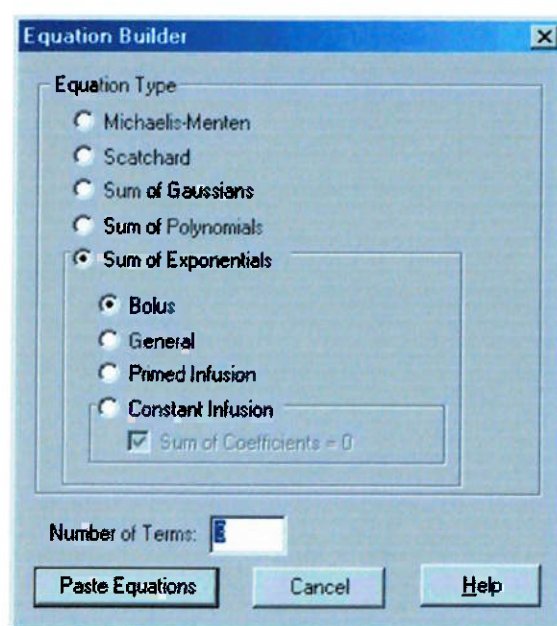 Equation Builder
Equation Type
Michaelis-Menten
Scatchard
Sum of Gaussians
Sum of Polynomials
Sum of Exponentials
Bolus
General
Primed Infusion
Constant Infusion
Sum of Coefficients = 0
Number of Terms:
Paste Equations Cancel Help